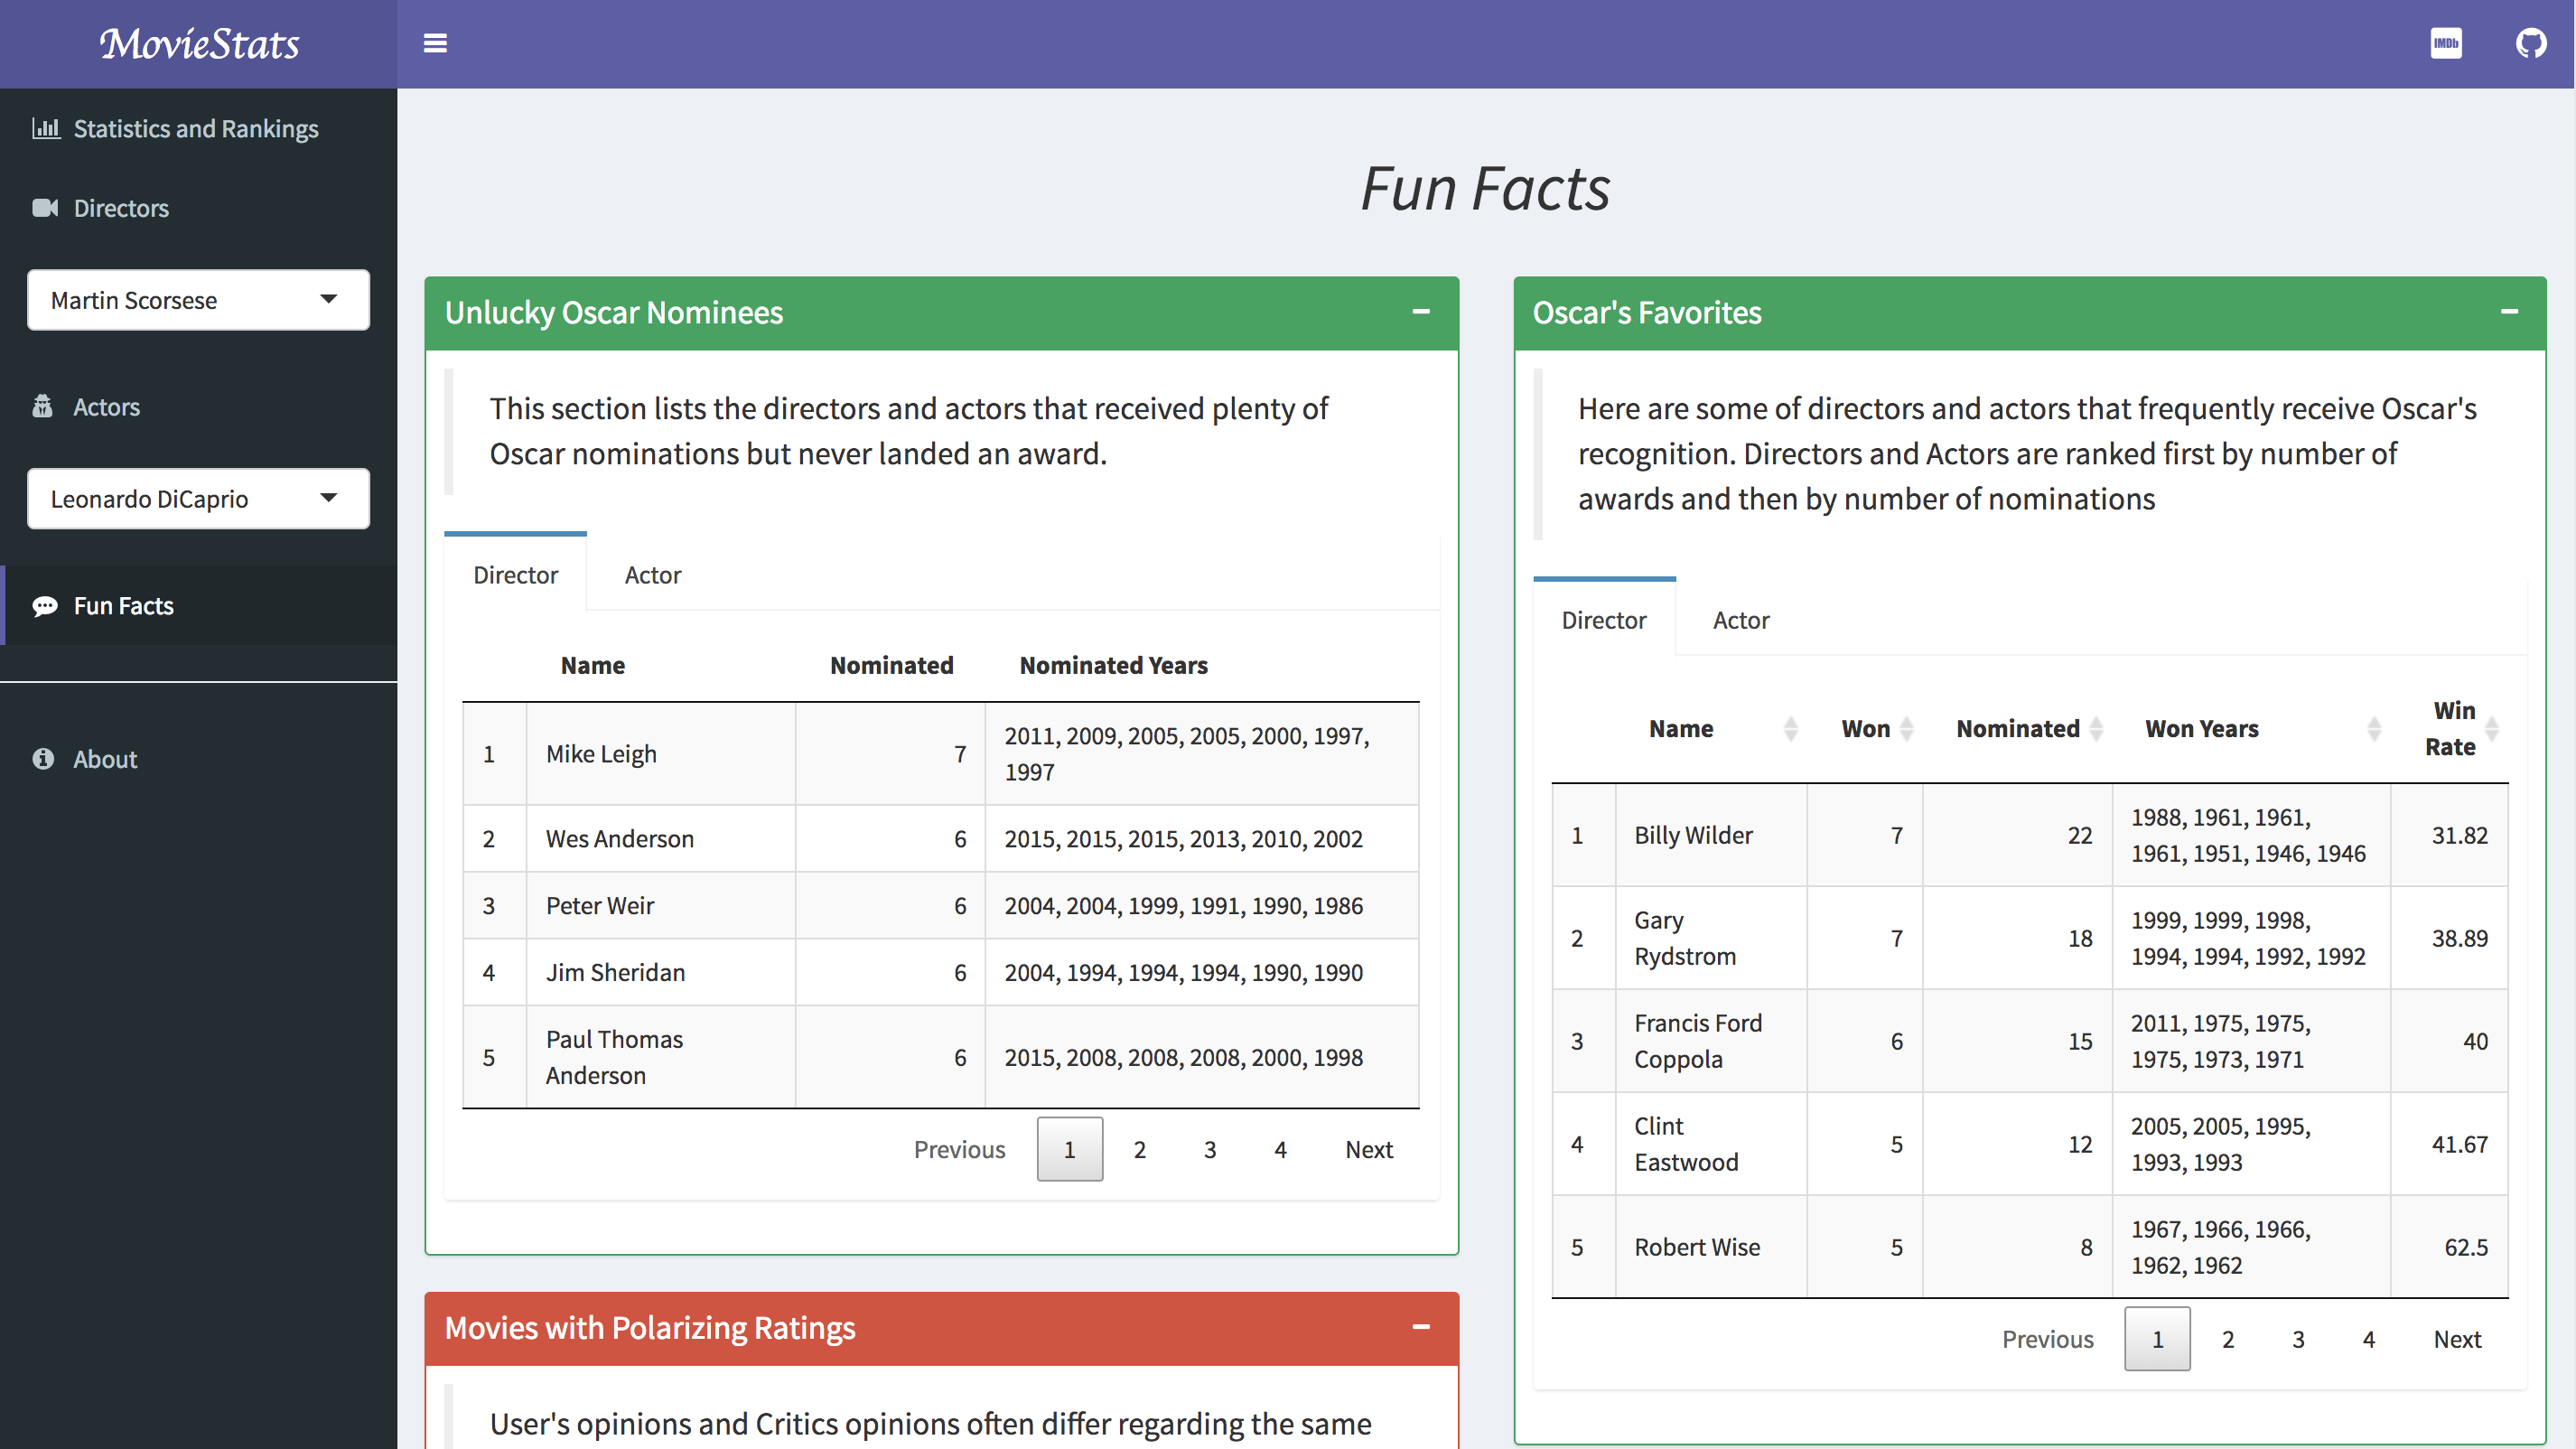 MovieStats
IMDb
Statistics and Rankings
Directors
Martin Scorsese
Actors
Leonardo DiCaprio
Fun Facts
About
Fun Facts
Unlucky Oscar Nominees
This section lists the directors and actors that received plenty of
Oscar nominations but never landed an award.
Director Actor
Name Nominated Nominated Years
1 Mike Leigh 7 2011, 2009, 2005, 2005, 2000, 1997,
1997
2 Wes Anderson 6 2015, 2015, 2015, 2013, 2010, 2002
3 Peter Weir 6 2004, 2004, 1999, 1991, 1990, 1986
4 Jim Sheridan 6 2004, 1994, 1994, 1994, 1990, 1990
5 Paul Thomas
Anderson 6 2015, 2008, 2008, 2008, 2000, 1998
Previous 1 2 3 4 Next
Movies with Polarizing Ratings
User's opinions and Critics opinions often differ regarding the same
Oscar's Favorites
Here are some of directors and actors that frequently receive Oscar's
recognition. Directors and Actors are ranked first by number of
awards and then by number of nominations
Director Actor
Name Won Nominated Won Years Win
Rate
1 Billy Wilder 7 22 1988, 1961, 1961,
1961, 1951, 1946, 1946 31.82
2 Gary
Rydstrom 7 18 1999, 1999, 1998,
1994, 1994, 1992, 1992 38.89
3 Francis Ford
Coppola 6 15 2011, 1975, 1975,
1975, 1973, 1971 40
4 Clint
Eastwood 5 12 2005, 2005, 1995,
1993, 1993 41.67
5 Robert Wise 5 8 1967, 1966, 1966,
1962, 1962 62.5
Previous 1 2 3 4 Next